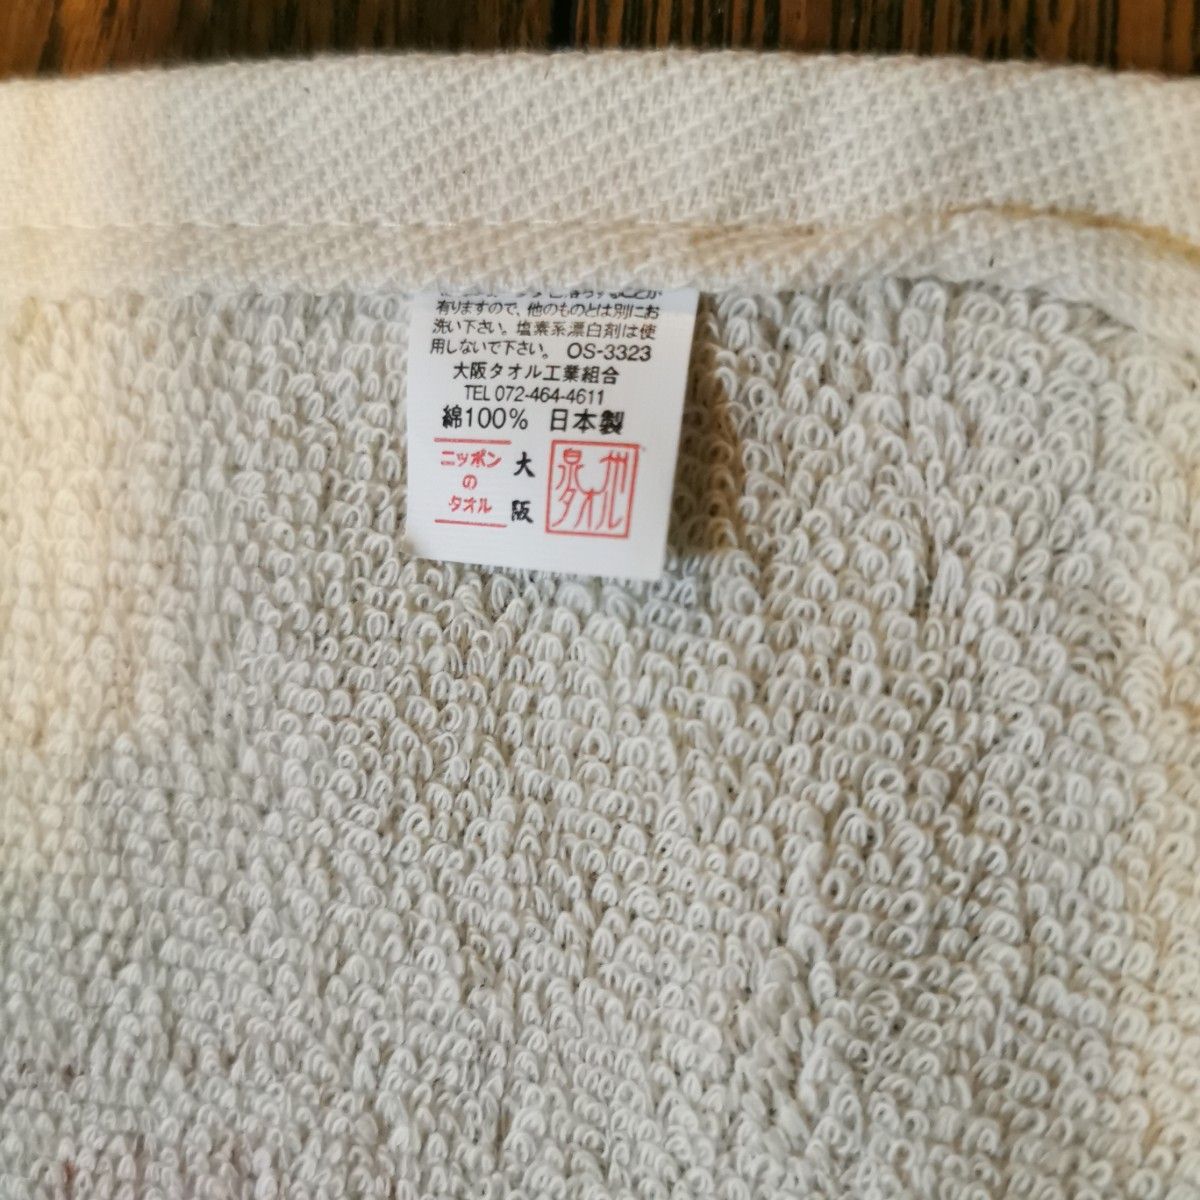 有りますので、他のものとは別にお
洗い下さい。塩素系漂白剤は使
用しないで下さい。 OS-3323
大阪タオル工業組合
TEL 072-464-4611
綿100% 日本製
ニッポン
の
タオル
大
阪
泉州
タオル